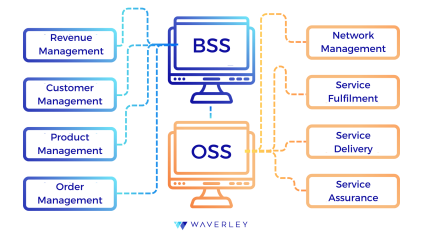 Revenue
Management
Customer
Management
Product
Management
Order
Management
BSS
OSS
Network
Management
Service
Fulfilment
Service
Delivery
Service
Assurance
WAVERLEY